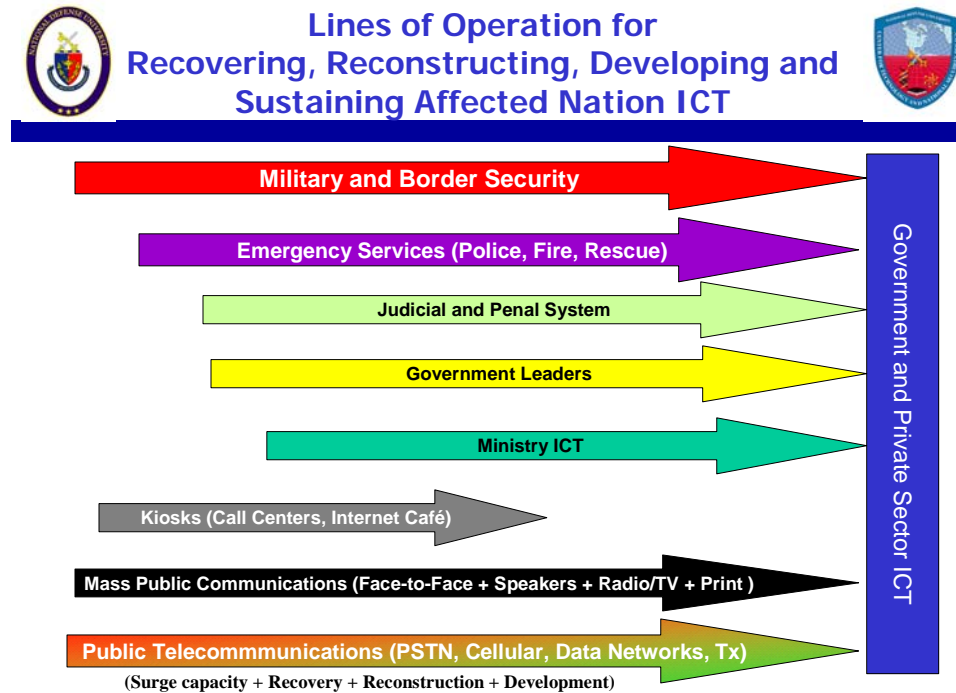 Lines of Operation for
Recovering, Reconstructing, Developing and
Sustaining Affected Nation ICT
NATIONAL DEFENSE UNIVERSITY
Military and Border Security
Emergency Services (Police, Fire, Rescue)
Judicial and Penal System
Government Leaders
Ministry ICT
Kiosks (Call Centers, Internet Café)
Mass Public Communications (Face-to-Face + Speakers + Radio/TV + Print )
Public Telecommmunications (PSTN, Cellular, Data Networks, Tx)
(Surge capacity + Recovery + Reconstruction + Development)
Government and Private Sector ICT